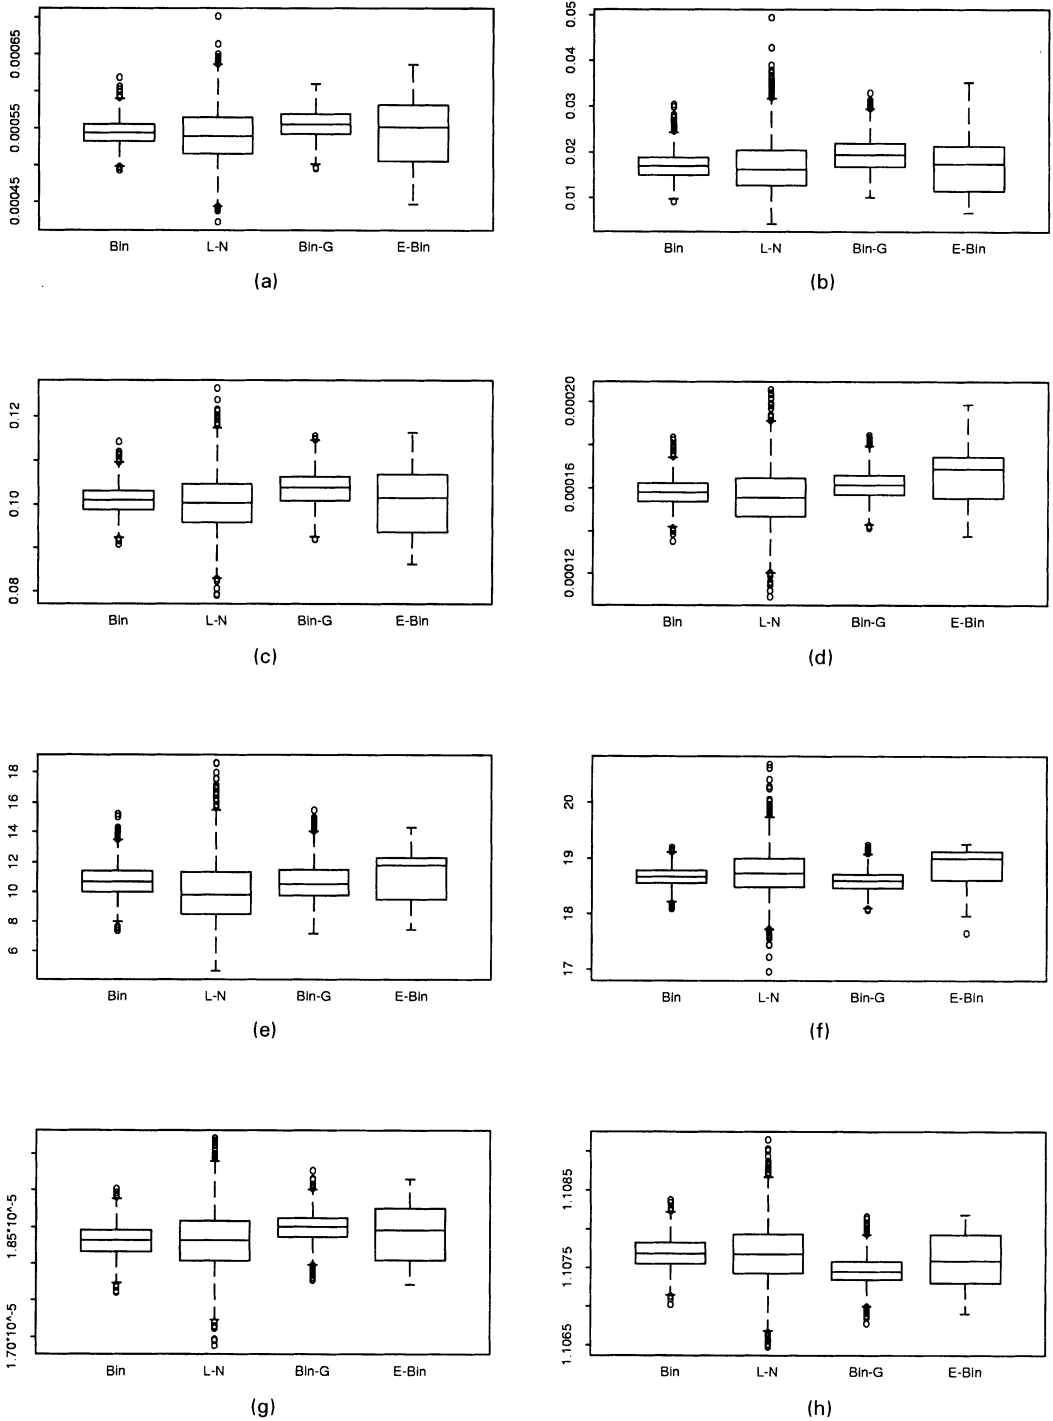 0.00065
0.00055
0.00045
Bin L-N Bin-G E-Bin
(a)
0.05
0.04
0.03
0.02
0.01
Bin L-N Bin-G E-Bin
(b)
0.12
0.10
0.08
Bin L-N Bin-G E-Bin
(c)
0.00020
0.00016
0.00012
Bin L-N Bin-G E-Bin
(d)
18
16
14
12
10
8
6
Bin L-N Bin-G E-Bin
(e)
20
19
18
17
Bin L-N Bin-G E-Bin
(f)
1.85*10^-5
1.70*10^-5
Bin L-N Bin-G E-Bin
(g)
1.1085
1.1075
1.1065
Bin L-N Bin-G E-Bin
(h)